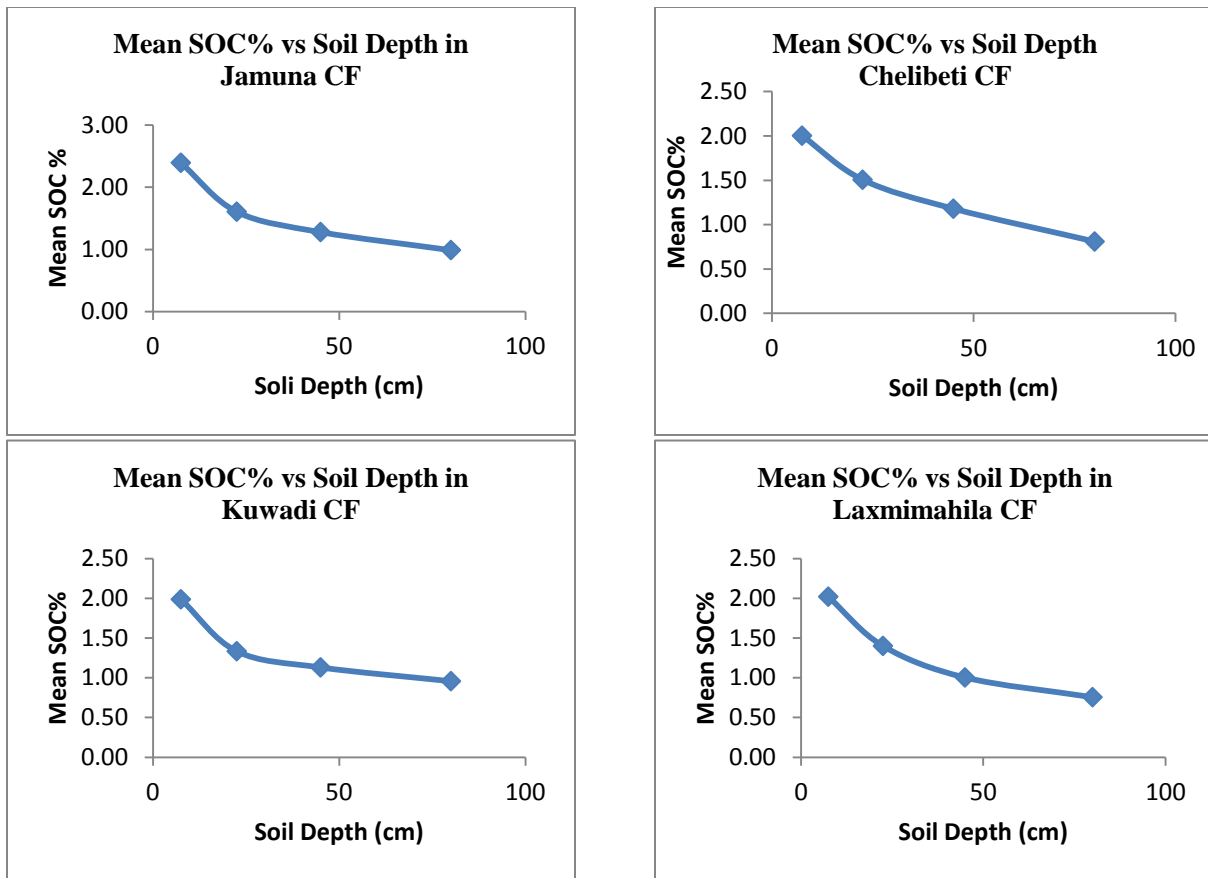 Mean SOC% vs Soil Depth in
Jamuna CF
3.00
2.00
1.00
0.00
Mean SOC %
0
50
100
Soli Depth (cm)
Mean SOC% vs Soil Depth
Chelibeti CF
2.50
2.00
1.50
1.00
0.50
0.00
Mean SOC%
0
50
100
Soil Depth (cm)
Mean SOC% vs Soil Depth in
Kuwadi CF
2.50
2.00
1.50
1.00
0.50
0.00
Mean SOC%
0
50
100
Soil Depth (cm)
Mean SOC% vs Soil Depth in
Laxmimahila CF
2.50
2.00
1.50
1.00
0.50
0.00
Mean SOC%
0
50
100
Soil Depth (cm)